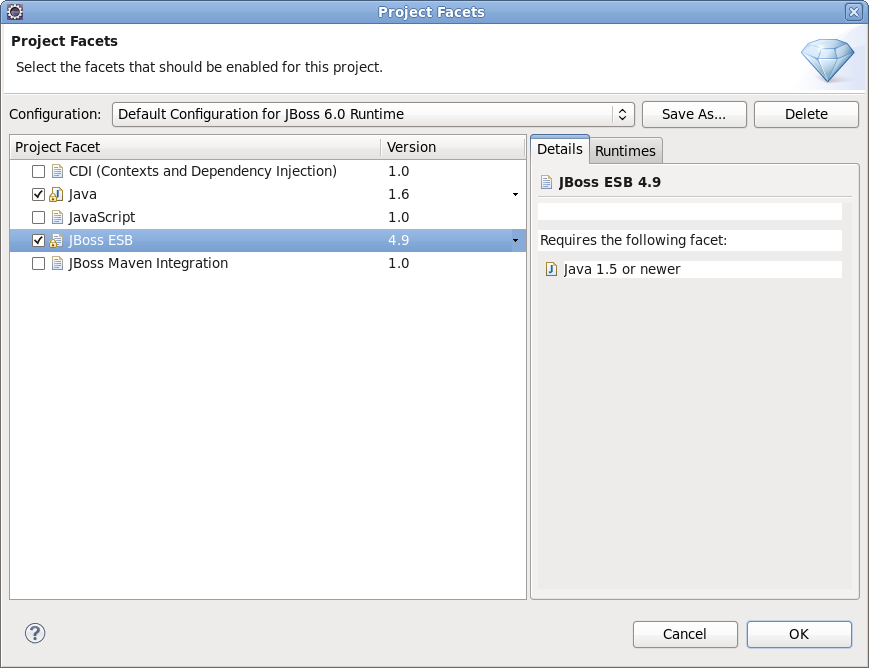 Project Facets
Project Facets
Select the facets that should be enabled for this project.
Configuration: Default Configuration for JBoss 6.0 Runtime Save As... Delete
Project Facet Version
CDI (Contexts and Dependency Injection) 1.0
Java 1.6
JavaScript 1.0
JBoss ESB 4.9
JBoss Maven Integration 1.0
Details Runtimes
JBoss ESB 4.9
Requires the following facet:
J Java 1.5 or newer
? Cancel OK